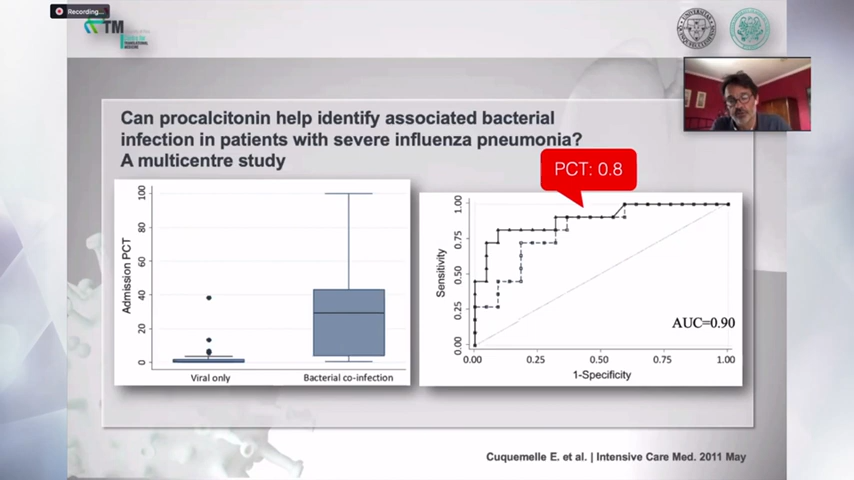 Recording...
TM
TRANSLATIONAL
MEDICINE
Can procalcitonin help identify associated bacterial
infection in patients with severe influenza pneumonia?
A multicentre study
PCT: 0.8
Admission PCT
100
80
60
40
20
0
Viral only
Bacterial co-infection
Sensitivity
1.00
0.75
0.50
0.25
0.00
AUC=0.90
0.00
0.25
0.50
0.75
1.00
1-Specificity
Cuquemelle E. et al. | Intensive Care Med. 2011 May